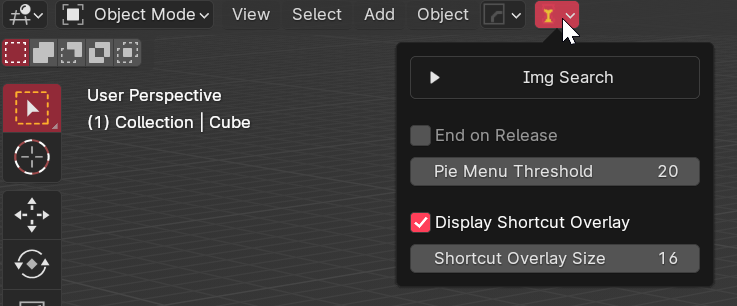 Object Mode View Select Add Object
User Perspective
(1) Collection | Cube
Img Search
End on Release
Pie Menu Threshold 20
Display Shortcut Overlay
Shortcut Overlay Size 16